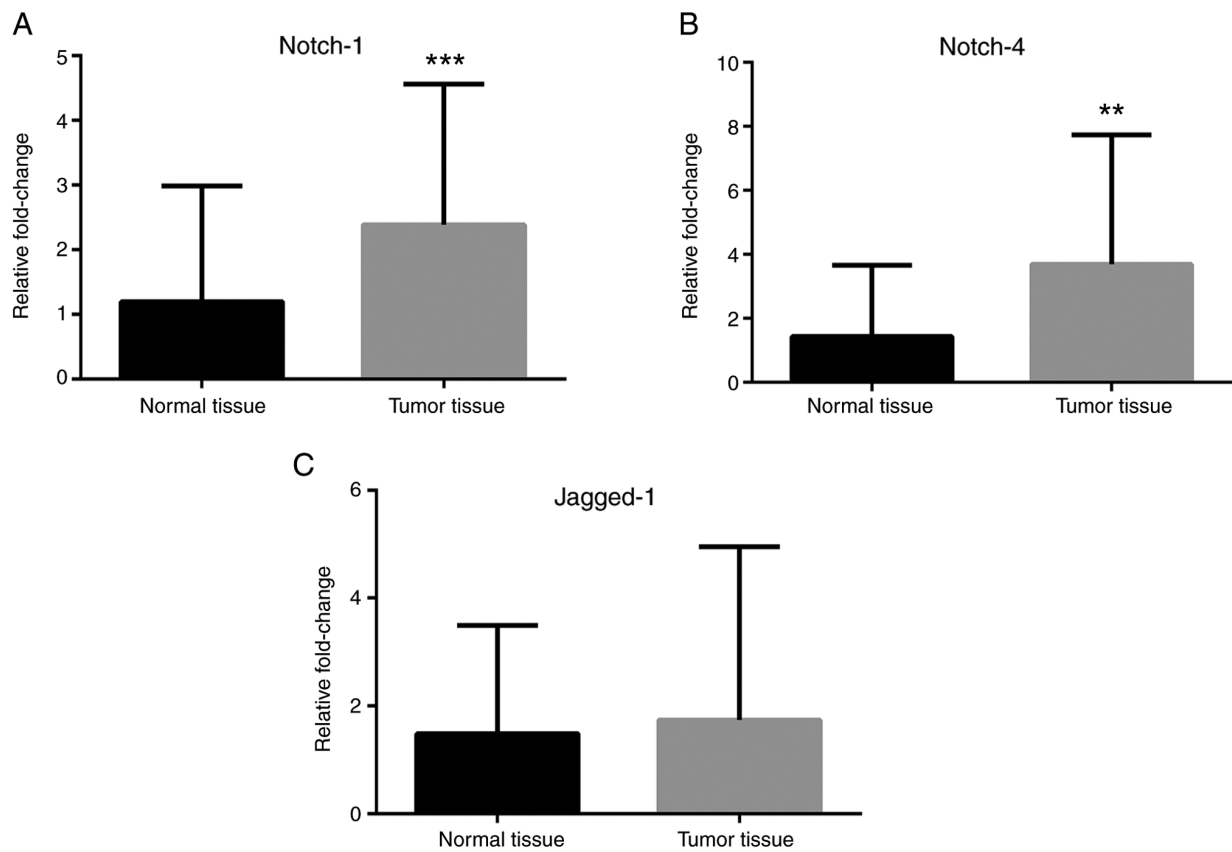 A
Notch-1
***
Relative fold-change
5
4
3
2
1
0
Normal tissue
Tumor tissue
B
Notch-4
**
Relative fold-change
10
8
6
4
2
0
Normal tissue
Tumor tissue
C
Jagged-1
Relative fold-change
6
4
2
0
Normal tissue
Tumor tissue